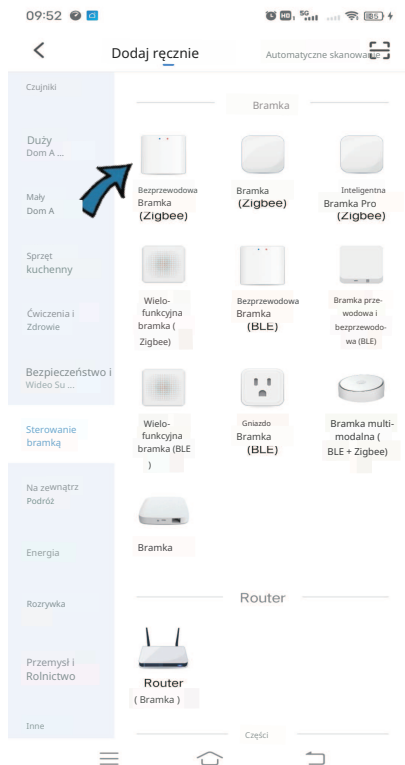 09:52
HD
5G
85
Dodaj ręcznie
Automatyczne skanowanie
Czujniki
Duży
Dom A ...
Mały
Dom A
Sprzęt
kuchenny
Ćwiczenia i
Zdrowie
Bezpieczeństwo i
Wideo Su ...
Sterowanie
bramką
Na zewnątrz
Podróż
Energia
Rozrywka
Przemysł i
Rolnictwo
Inne
Bramka
Bezprzewodowa
Bramka
(Zigbee)
Bramka
(Zigbee)
Inteligentna
Bramka Pro
(Zigbee)
Wielo-
funkcyjna
bramka (
Zigbee)
Bezprzewodowa
Bramka
(BLE)
Bramka prze-
wodowa i
bezprzewodo-
wa (BLE)
Wielo-
funkcyjna
bramka (BLE
)
Gniazdo
Bramka
(BLE)
Bramka multi-
modalna (
BLE + Zigbee)
Bramka
Router
Router
( Bramka )
Części